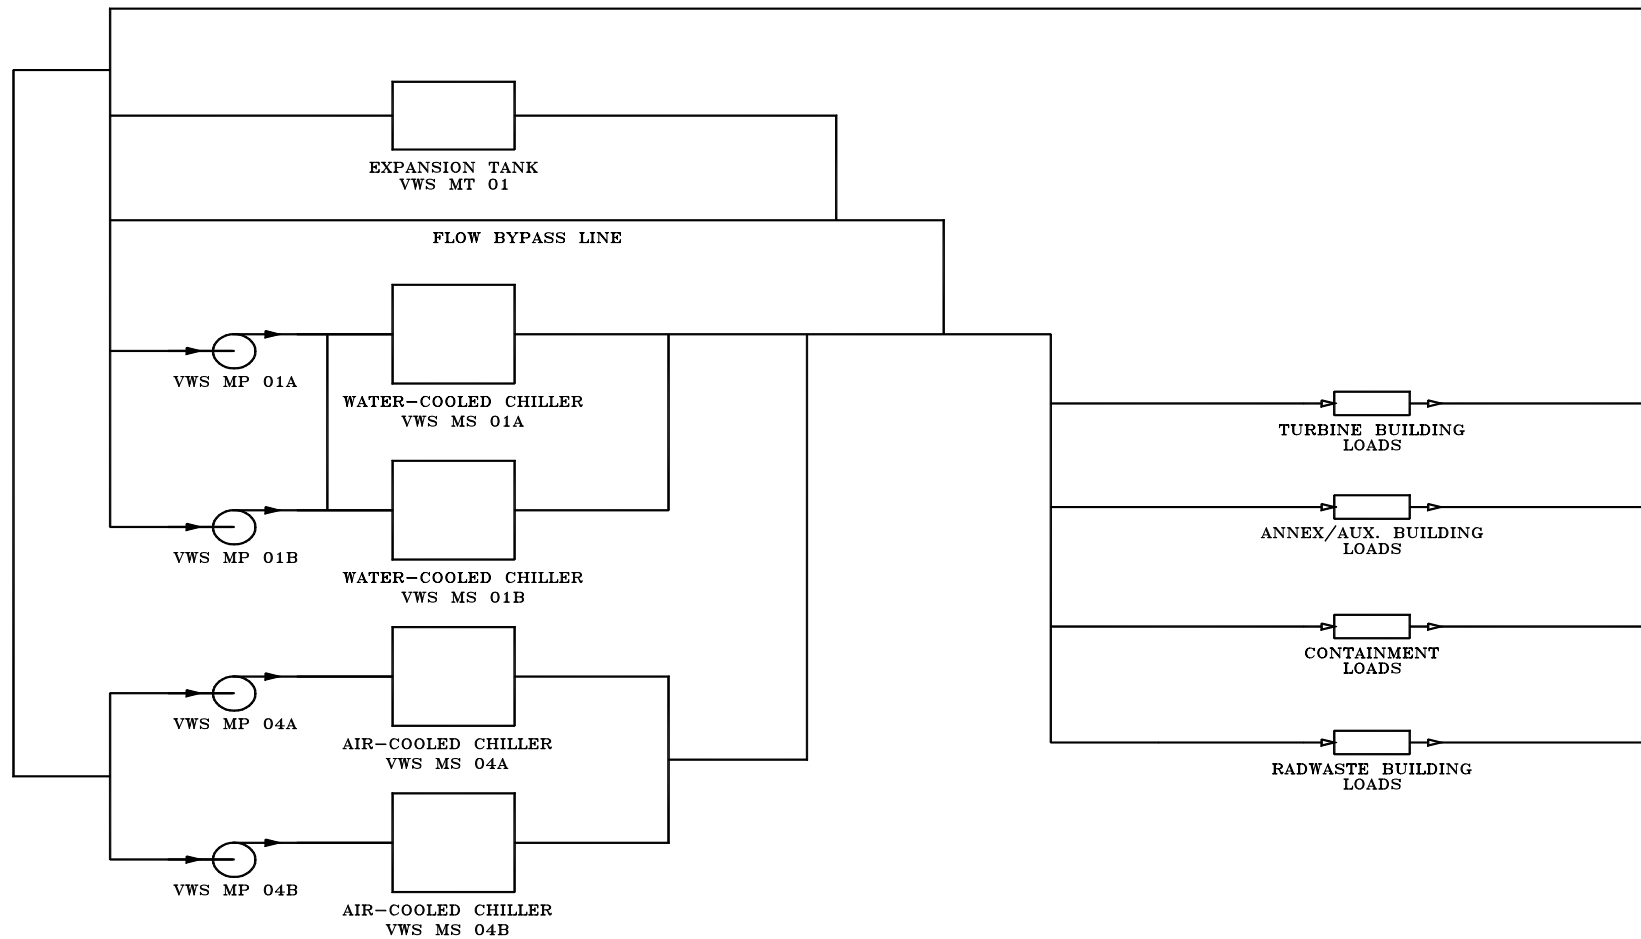 EXPANSION TANK
VWS MT 01
FLOW BYPASS LINE
VWS MP 01A
WATER-COOLED CHILLER
VWS MS 01A
VWS MP 01B
WATER-COOLED CHILLER
VWS MS 01B
VWS MP 04A
AIR-COOLED CHILLER
VWS MS 04A
VWS MP 04B
AIR-COOLED CHILLER
VWS MS 04B
TURBINE BUILDING
LOADS
ANNEX/AUX. BUILDING
LOADS
CONTAINMENT
LOADS
RADWASTE BUILDING
LOADS